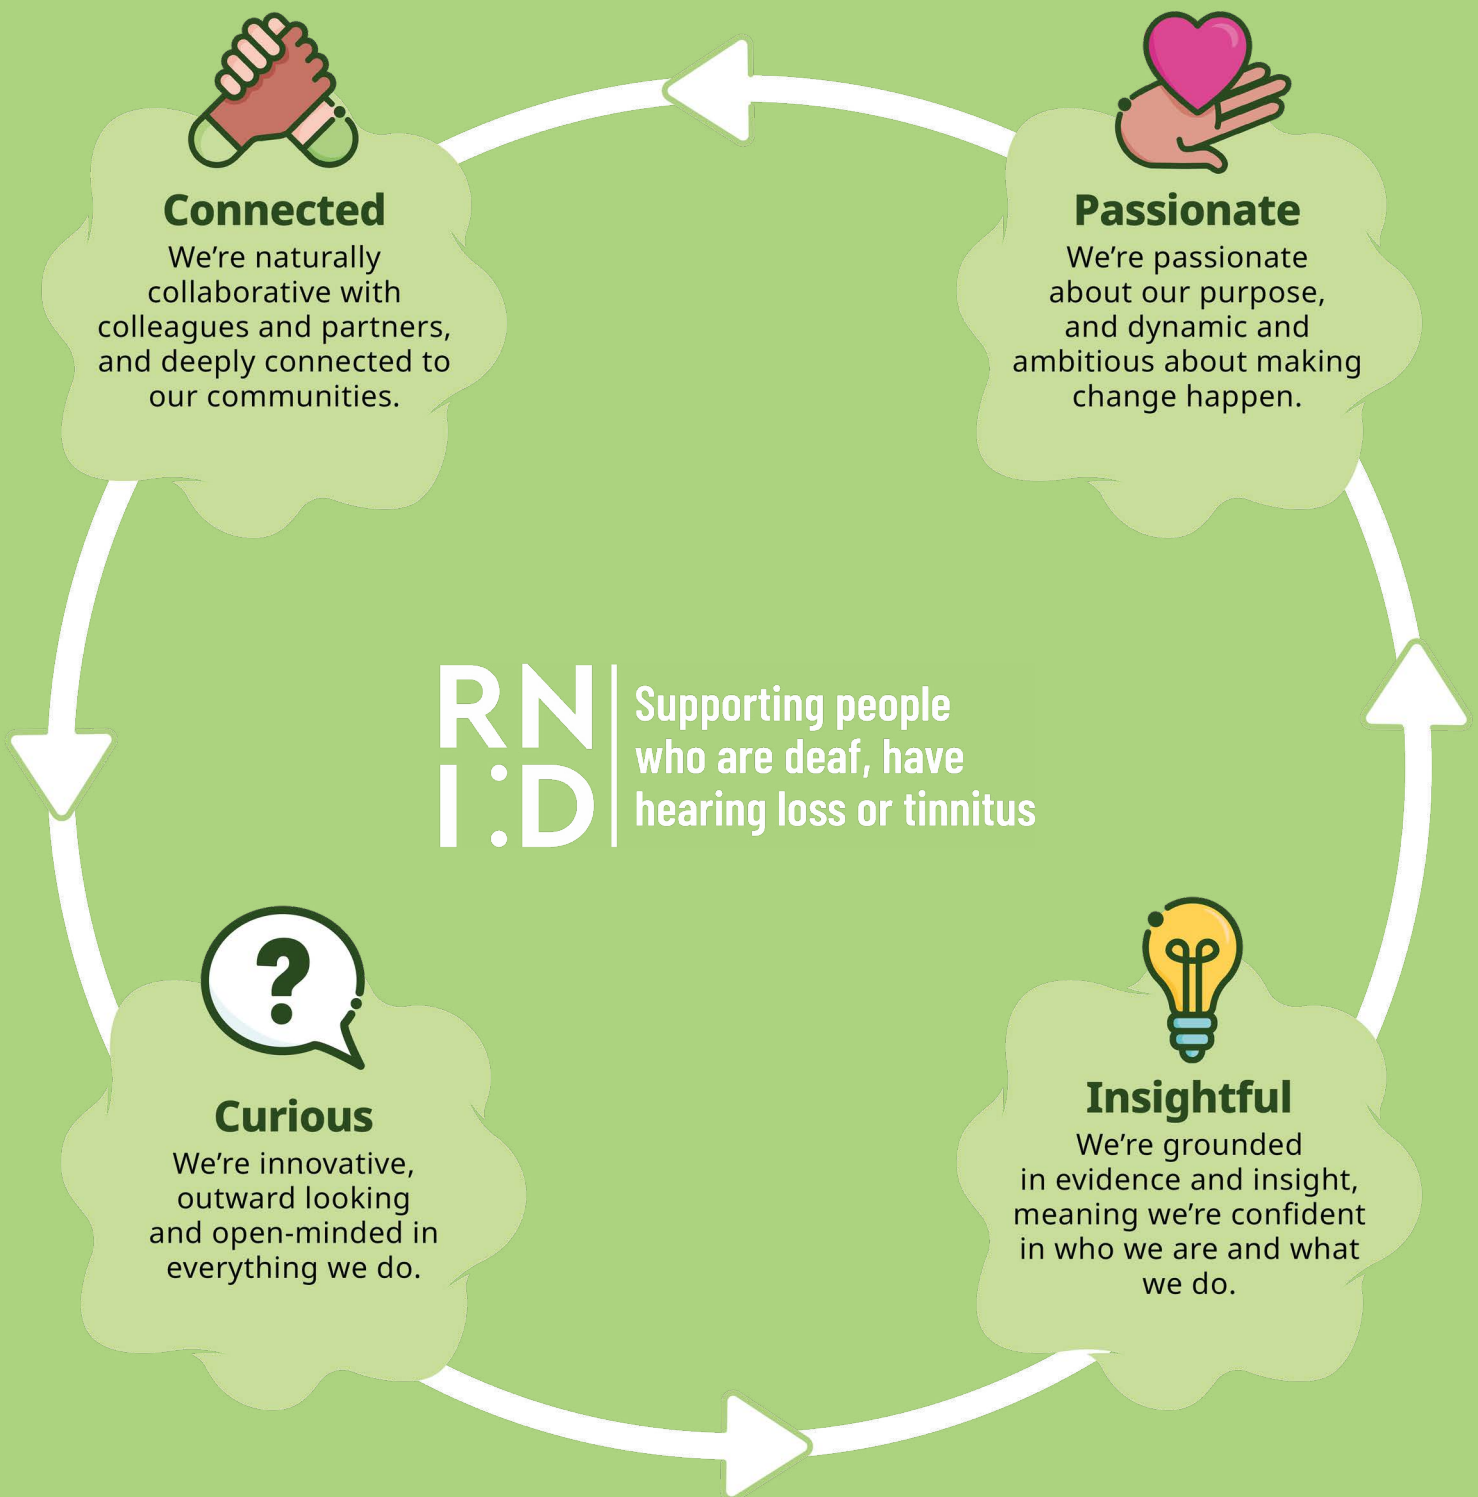 Connected
We’re naturally
collaborative with
colleagues and partners,
and deeply connected to
our communities.
Passionate
We’re passionate
about our purpose,
and dynamic and
ambitious about making
change happen.
RN
I:D
Supporting people
who are deaf, have
hearing loss or tinnitus
?
Curious
We’re innovative,
outward looking
and open-minded in
everything we do.
Insightful
We’re grounded
in evidence and insight,
meaning we’re confident
in who we are and what
we do.